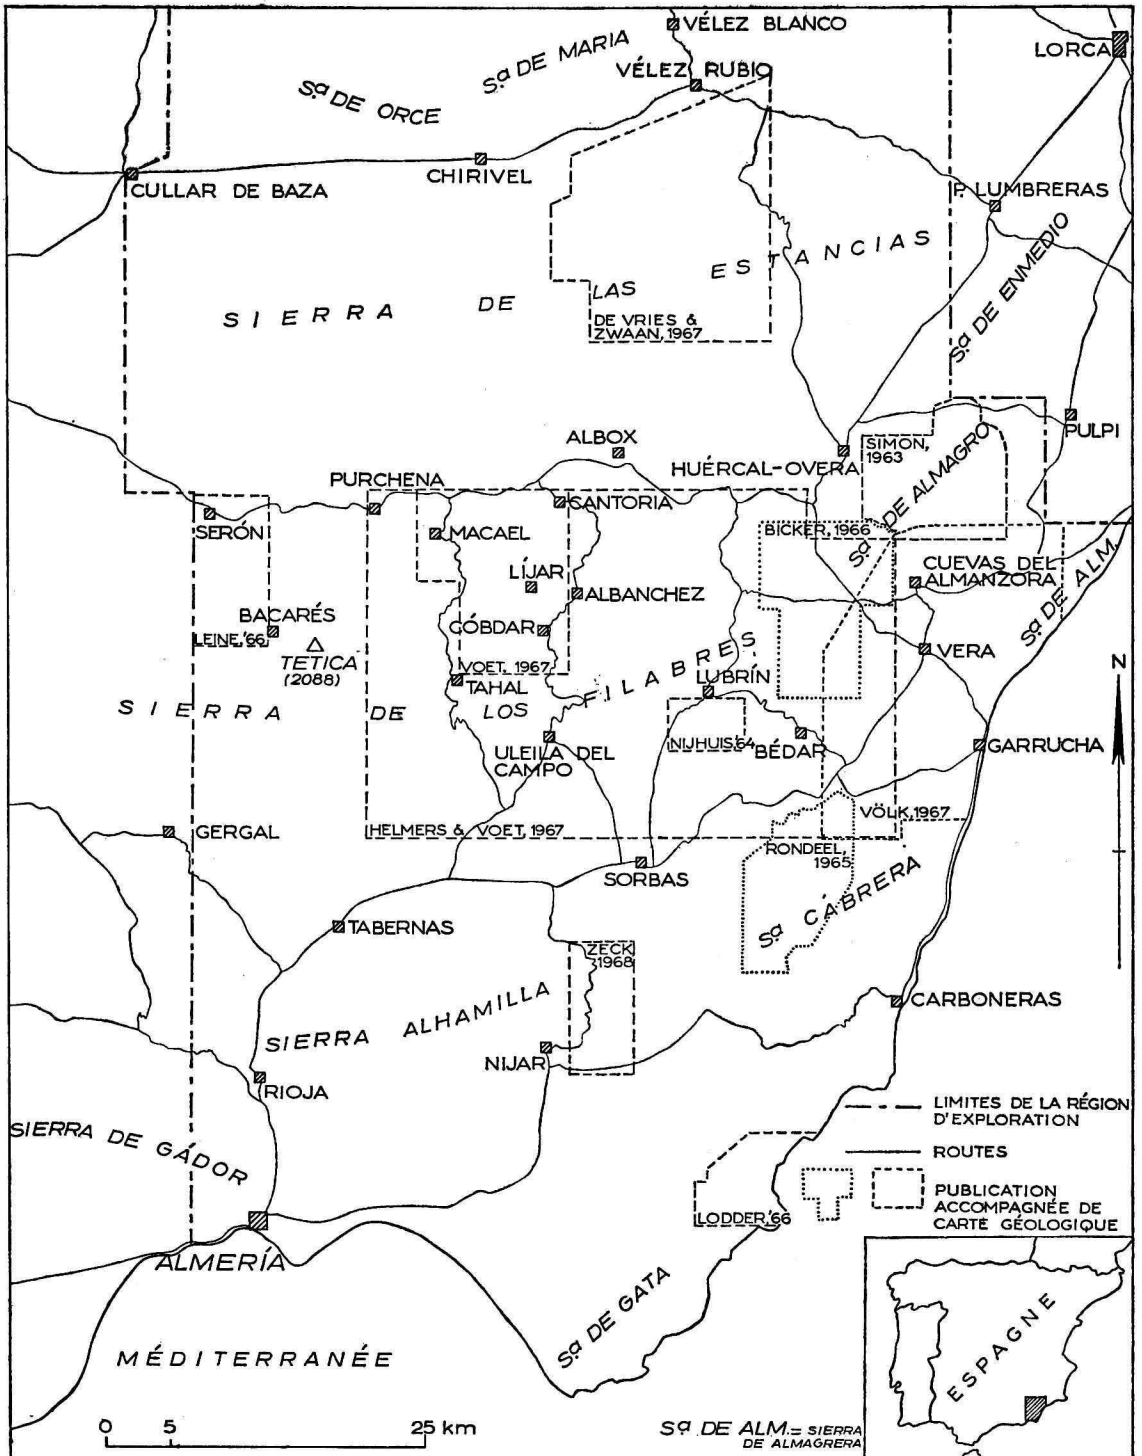 VÉLEZ BLANCO
LORCA
Sª DE MARIA
VÉLEZ RUBIO
Sª DE ORCE
CHIRIVEL
CULLAR DE BAZA
P. LUMBRERAS
Sª DE ENMEDIO
SIERRA DE LAS ESTANCIAS
DE VRIES &
ZWAAN, 1967
PULPI
ALBOX
HUÉRCAL-OVERA
SIMON,
1963
Sª DE ALMAGRO
PURCHENA
CANTORIA
SERÓN
MACAEL
BICKER, 1966
LÍJAR
ALBANCHEZ
CUEVAS DEL
ALMANZORA
Sª DE ALM.
BACARÉS
LEINE,'66
TETICA
(2088)
CÓBDAR
VOET, 1967
TAHAL
VERA
N
LUBRÍN
SIERRA DE LOS FILABRES
NIJHUIS,'64
BÉDAR
GARRUCHA
ULEILA DEL
CAMPO
GERGAL
HELMERS & VOET, 1967
VÖLK, 1967
RONDEEL,
1965
SORBAS
Sª CABRERA
TABERNAS
ZECK
1968
CARBONERAS
SIERRA ALHAMILLA
NIJAR
RIOJA
SIERRA DE GÁDOR
LODDER,'66
ALMERÍA
Sª DE GATA
MÉDITERRANÉE
LIMITES DE LA RÉGION
D'EXPLORATION
ROUTES
PUBLICATION
ACCOMPAGNÉE DE
CARTE GÉOLOGIQUE
ESPAGNE
0 5 25 km
Sª DE ALM.= SIERRA
DE ALMAGRERA